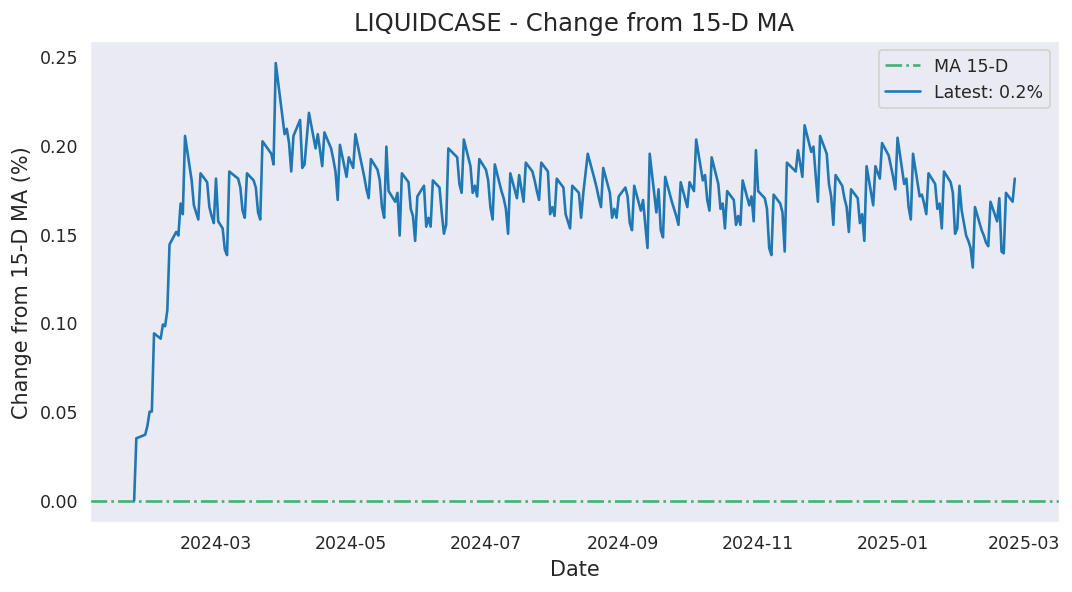 LIQUIDCASE - Change from 15-D MA
Change from 15-D MA (%)
0.25
0.20
0.15
0.10
0.05
0.00
MA 15-D
Latest: 0.2%
2024-03 2024-05 2024-07 2024-09 2024-11 2025-01 2025-03
Date